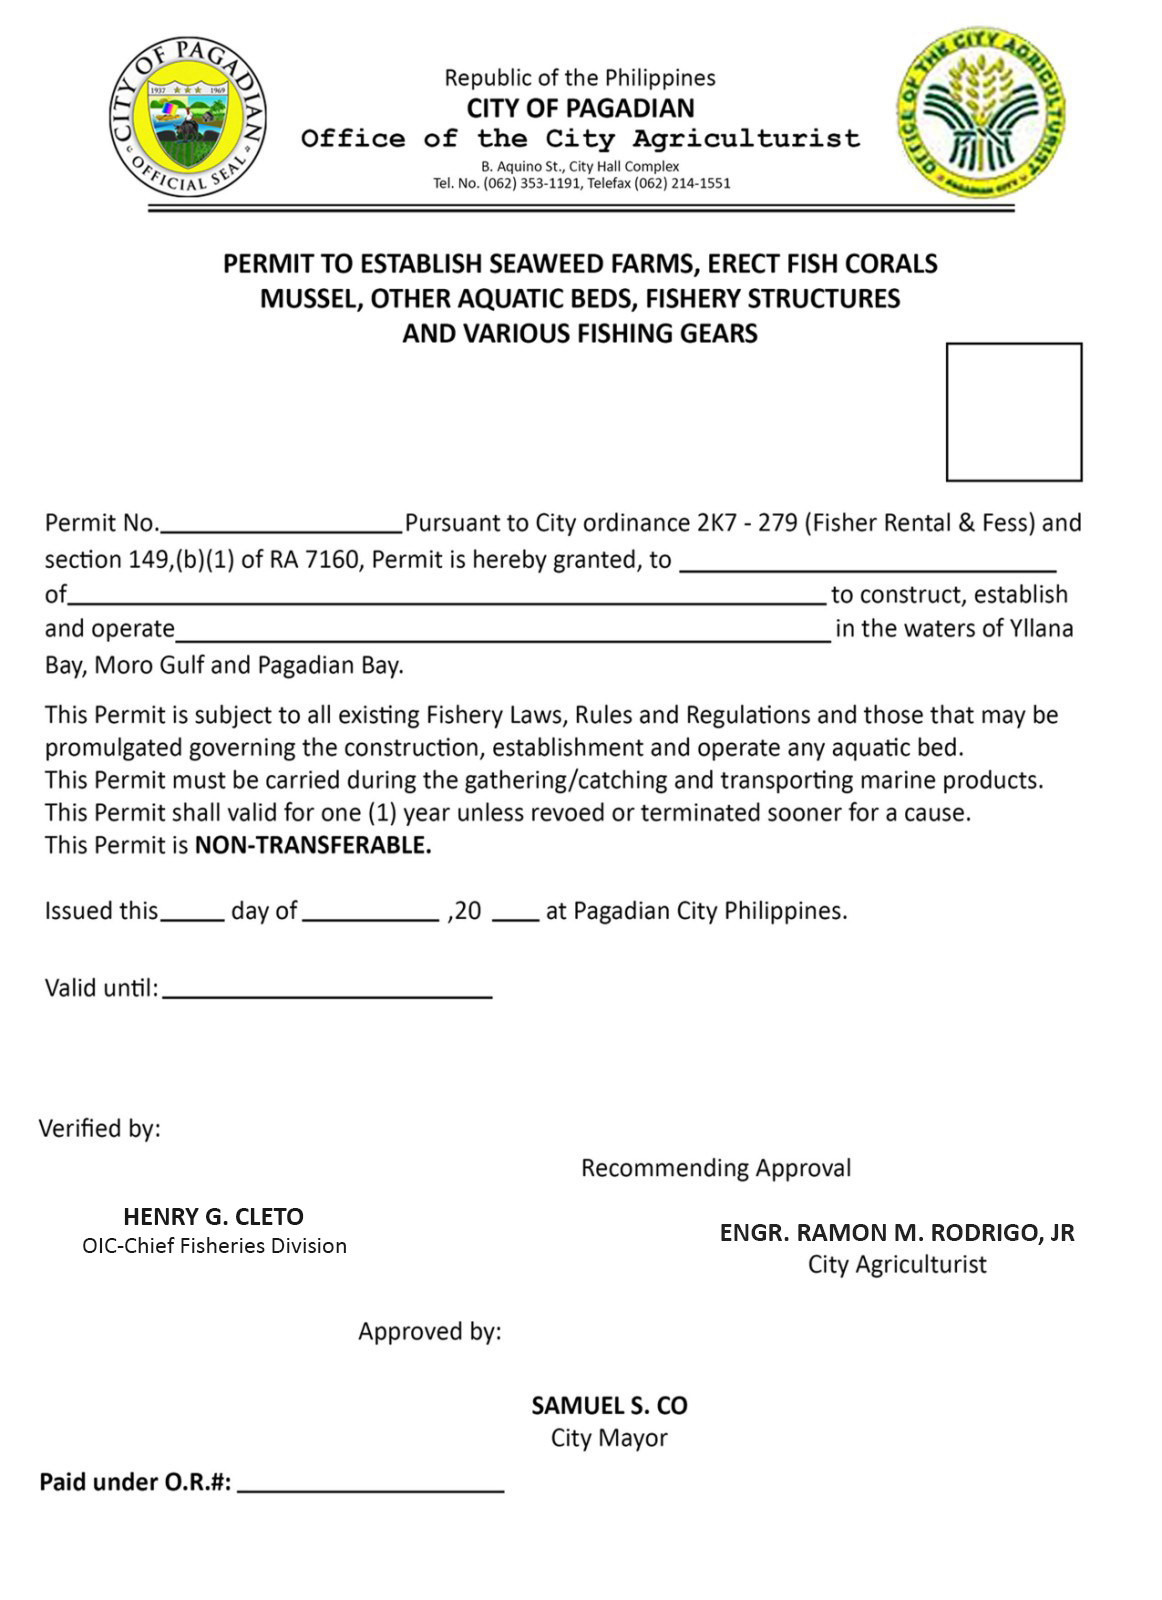 CITY OF PAGADIAN
1937 1969
OFFICIAL SEAL
OFFICE OF THE CITY AGRICULTURIST
PAGADIAN CITY
Republic of the Philippines
CITY OF PAGADIAN
Office of the City Agriculturist
B. Aquino St., City Hall Complex
Tel. No. (062) 353-1191, Telefax (062) 214-1551
PERMIT TO ESTABLISH SEAWEED FARMS, ERECT FISH CORALS
MUSSEL, OTHER AQUATIC BEDS, FISHERY STRUCTURES
AND VARIOUS FISHING GEARS
Permit No.____________________Pursuant to City ordinance 2K7 - 279 (Fisher Rental & Fess) and
section 149,(b)(1) of RA 7160, Permit is hereby granted, to ______________________________
of____________________________________________________________to construct, establish
and operate____________________________________________________in the waters of Yllana
Bay, Moro Gulf and Pagadian Bay.
This Permit is subject to all existing Fishery Laws, Rules and Regulations and those that may be
promulgated governing the construction, establishment and operate any aquatic bed.
This Permit must be carried during the gathering/catching and transporting marine products.
This Permit shall valid for one (1) year unless revoed or terminated sooner for a cause.
This Permit is NON-TRANSFERABLE.
Issued this_____ day of ___________ ,20 ____ at Pagadian City Philippines.
Valid until:__________________________
Verified by:
Recommending Approval
HENRY G. CLETO
OIC-Chief Fisheries Division
ENGR. RAMON M. RODRIGO, JR
City Agriculturist
Approved by:
SAMUEL S. CO
City Mayor
Paid under O.R.#: _____________________